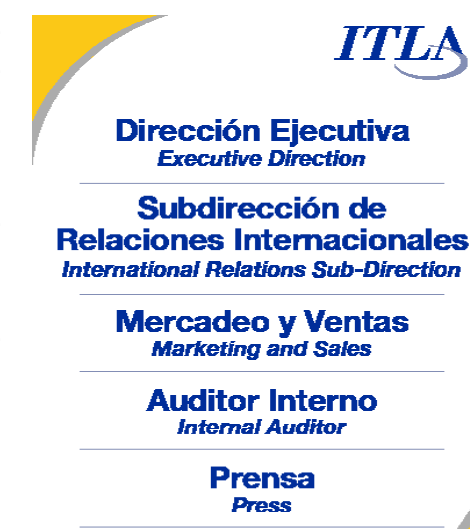 ITLA
Dirección Ejecutiva
Executive Direction
Subdirección de
Relaciones Internacionales
International Relations Sub-Direction
Mercadeo y Ventas
Marketing and Sales
Auditor Interno
Internal Auditor
Prensa
Press